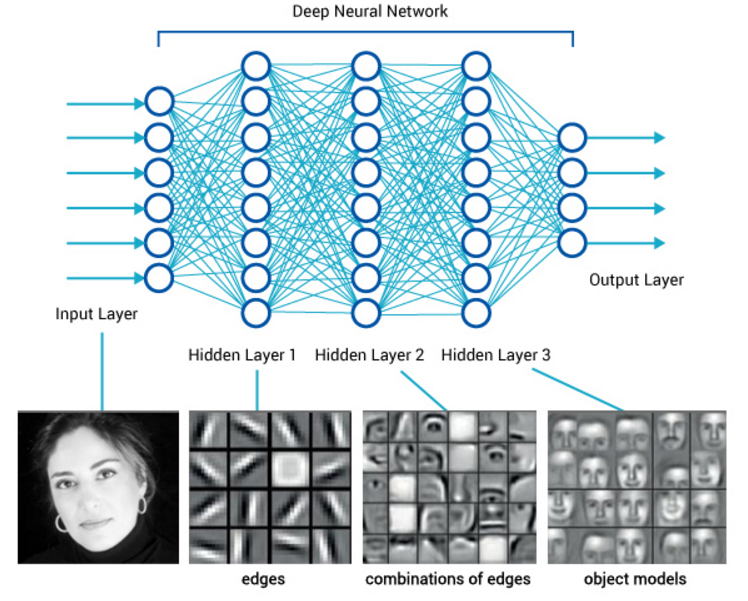 Deep Neural Network
Output Layer
Input Layer
Hidden Layer 1 Hidden Layer 2 Hidden Layer 3
edges combinations of edges object models